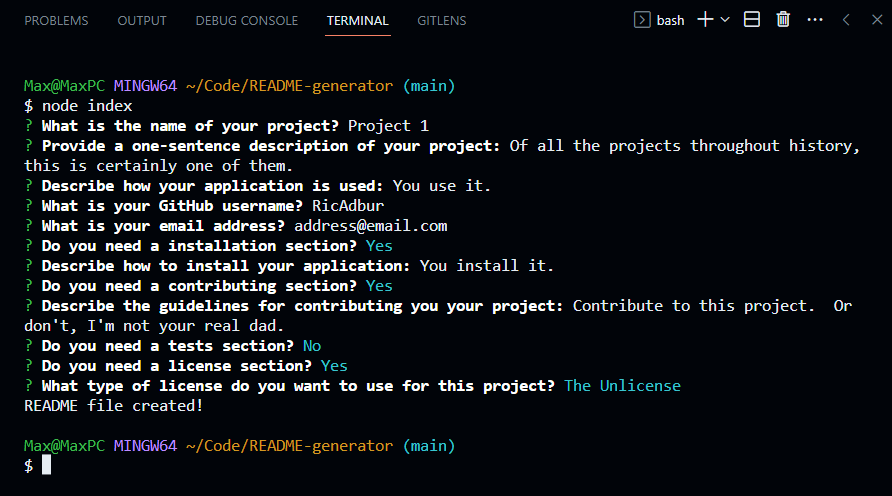 PROBLEMS OUTPUT DEBUG CONSOLE TERMINAL GITLENS bash
Max@MaxPC MINGW64 ~/Code/README-generator (main)
$ node index
? What is the name of your project? Project 1
? Provide a one-sentence description of your project: Of all the projects throughout history,
this is certainly one of them.
? Describe how your application is used: You use it.
? What is your GitHub username? RicAdbur
? What is your email address? address@email.com
? Do you need a installation section? Yes
? Describe how to install your application: You install it.
? Do you need a contributing section? Yes
? Describe the guidelines for contributing you your project: Contribute to this project.  Or
don't, I'm not your real dad.
? Do you need a tests section? No
? Do you need a license section? Yes
? What type of license do you want to use for this project? The Unlicense
README file created!
Max@MaxPC MINGW64 ~/Code/README-generator (main)
$